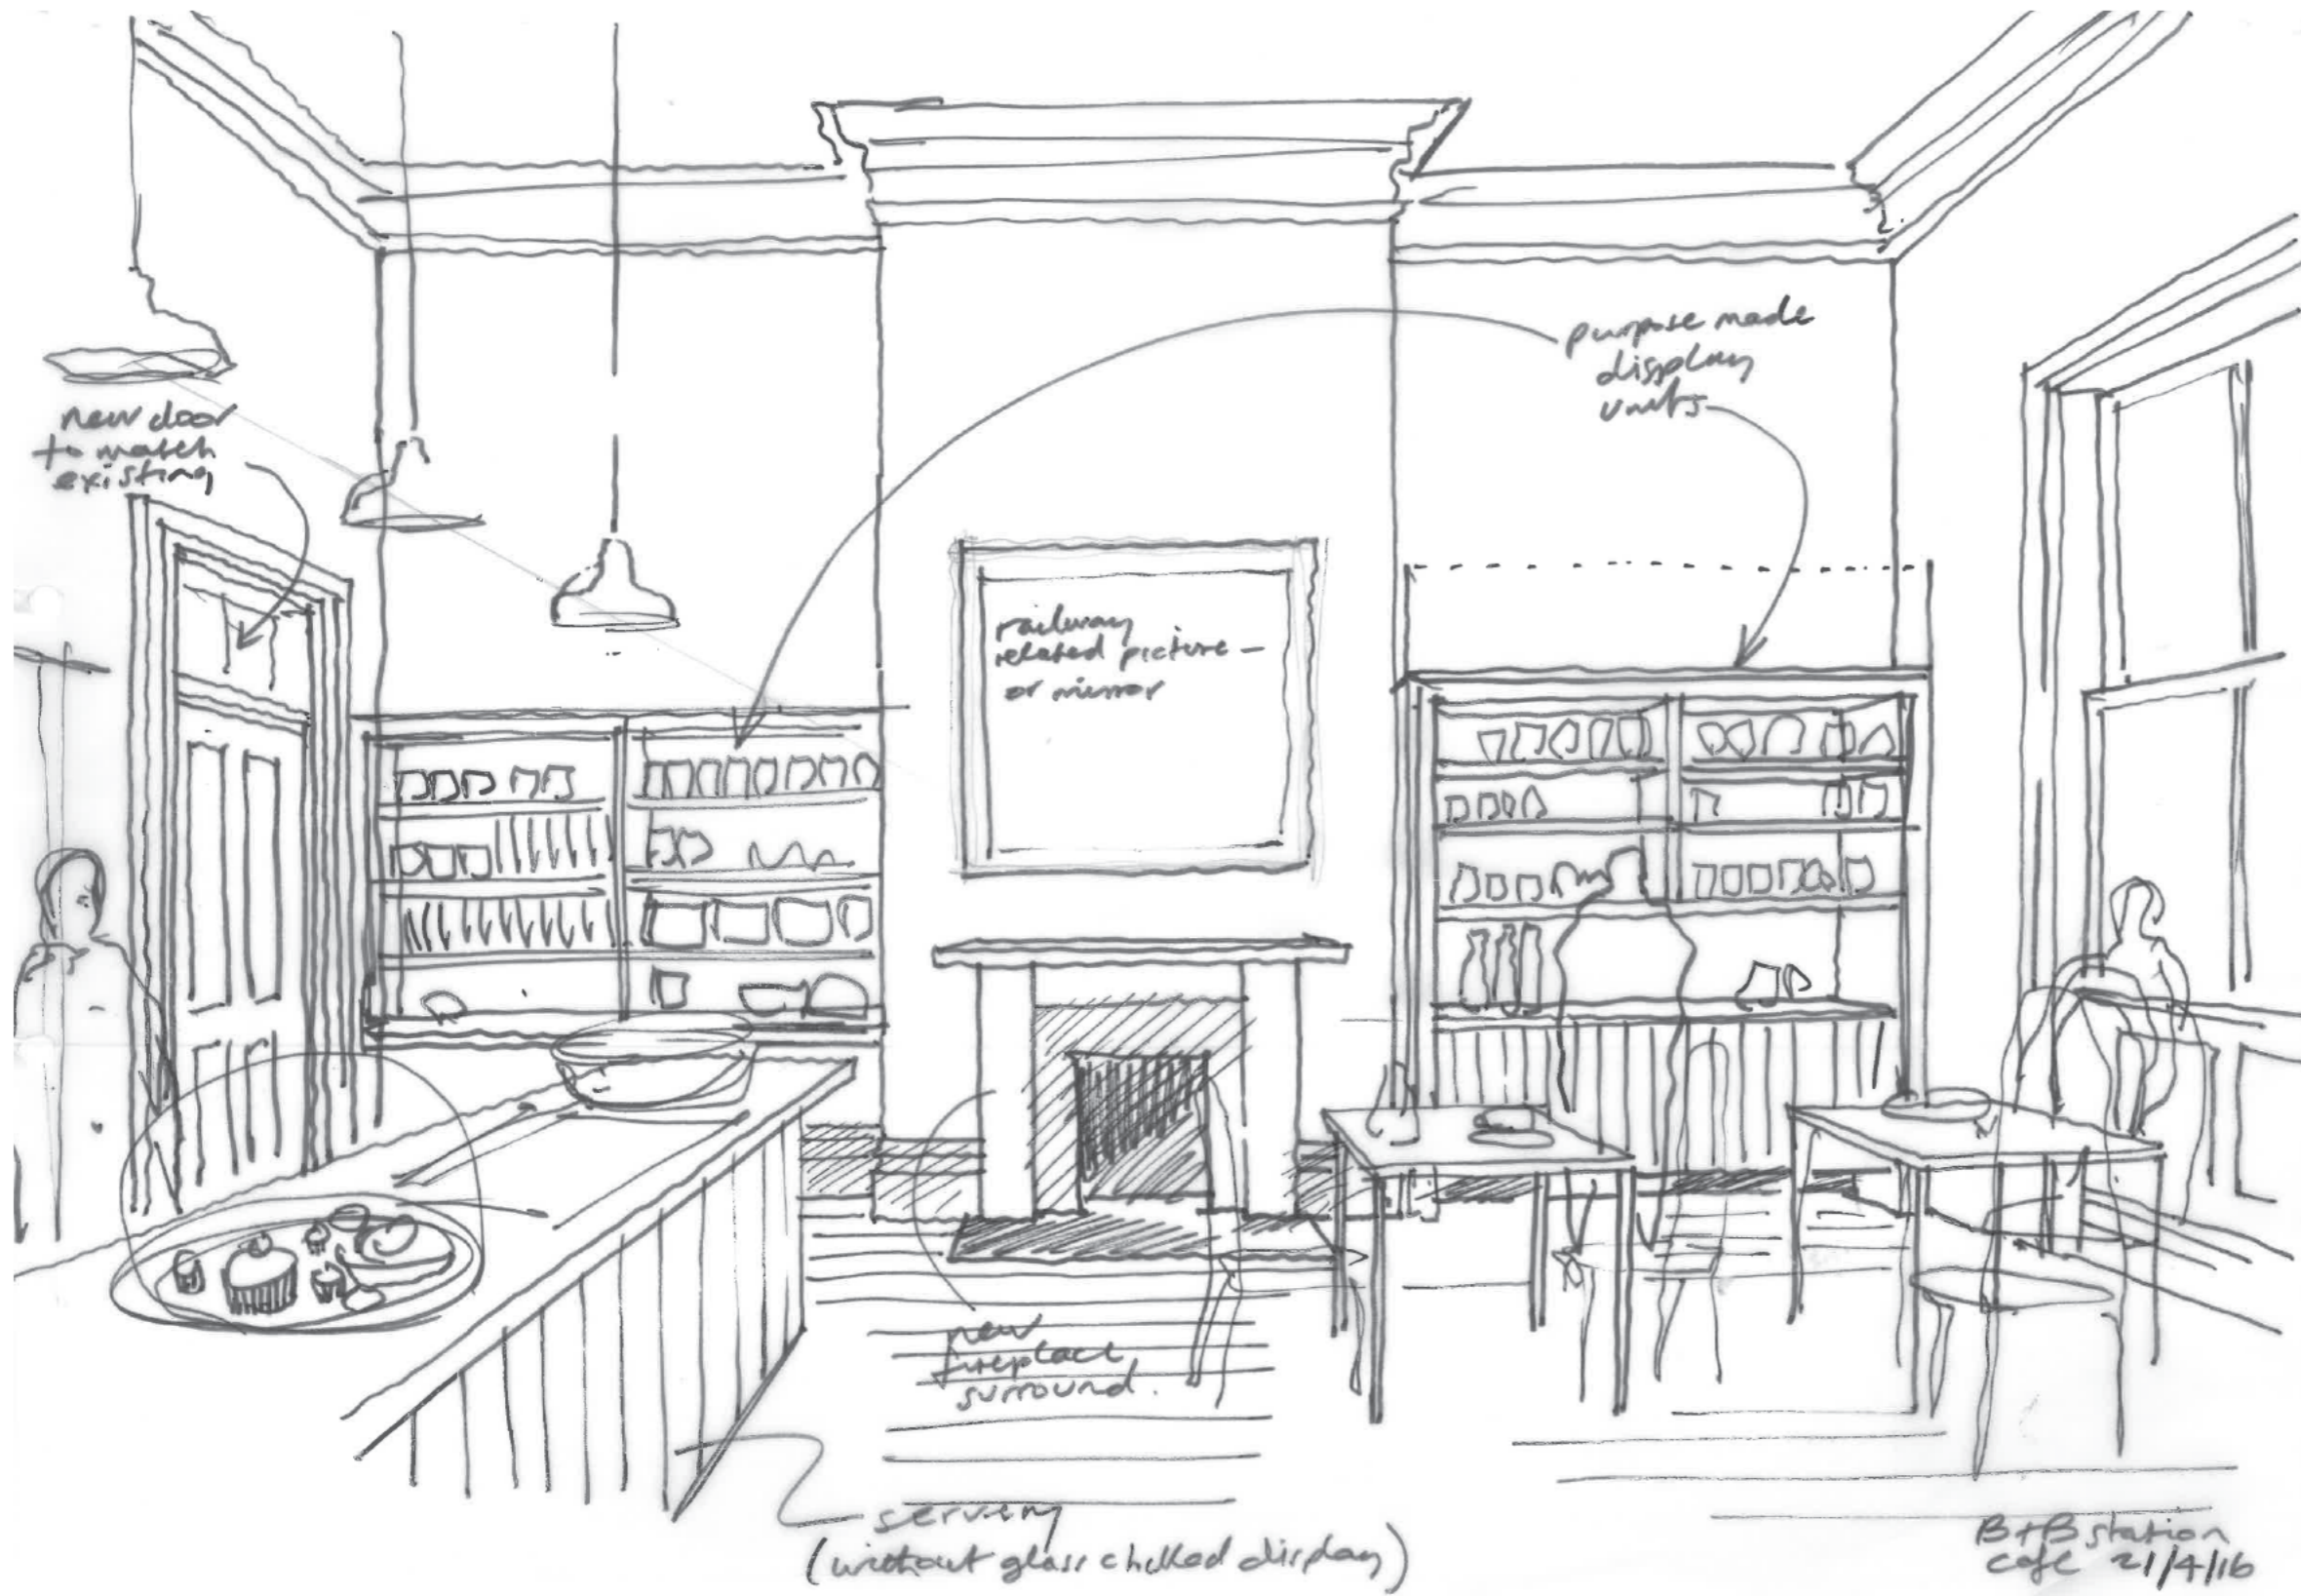 purpose made
display
units
new door
to match
existing
railway
related picture –
or mirror
new
fireplace
surround.
serving
(without glass chilled display)
B+B station
cafe 21/4/16